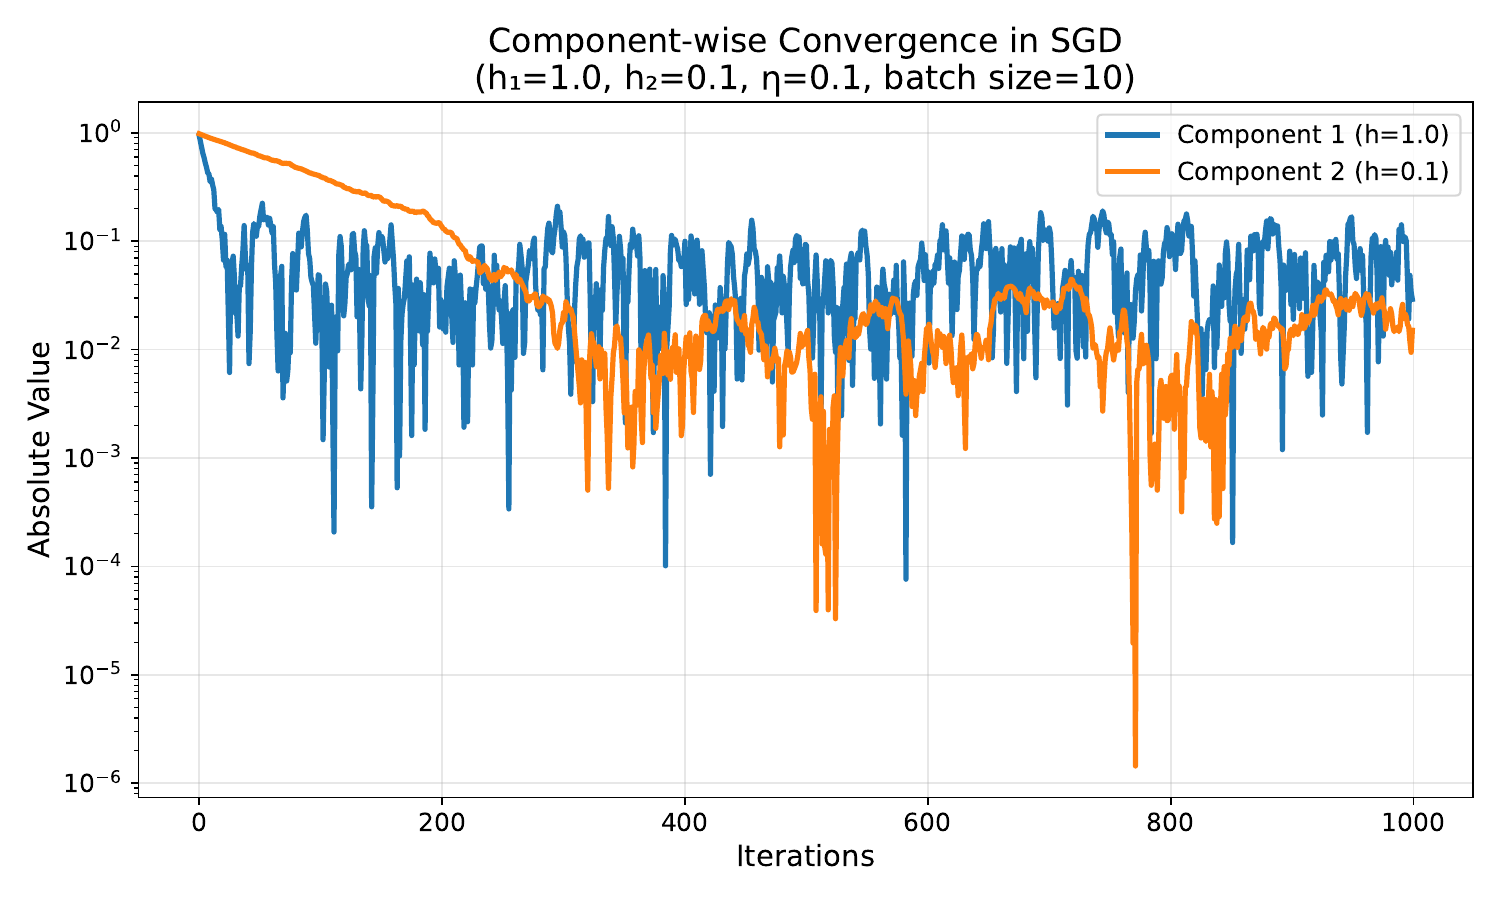 Component-wise Convergence in SGD
(h₁=1.0, h₂=0.1, η=0.1, batch size=10)
Component 1 (h=1.0)
Component 2 (h=0.1)
Absolute Value
10⁰
10⁻¹
10⁻²
10⁻³
10⁻⁴
10⁻⁵
10⁻⁶
0 200 400 600 800 1000
Iterations